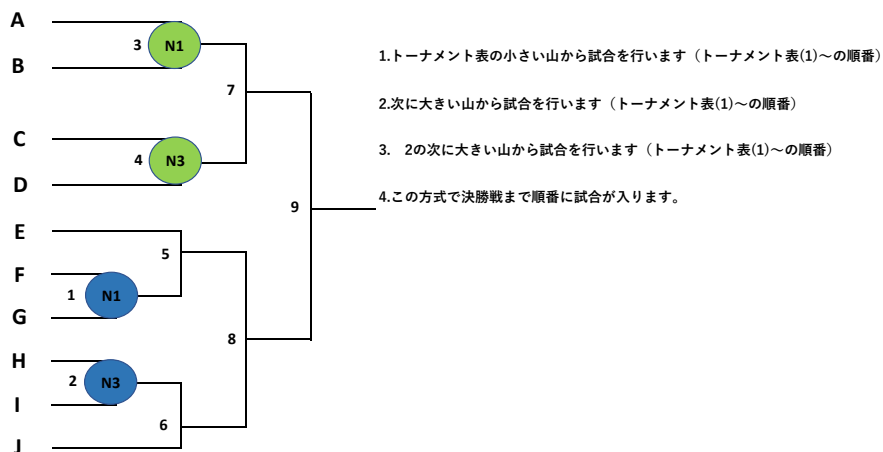 A
3 N1
B
7
C
4 N3
D
9
E
5
F
1 N1
G
8
H
2 N3
I
6
J
1.トーナメント表の小さい山から試合を行います（トーナメント表(1)～の順番）
2.次に大きい山から試合を行います（トーナメント表(1)～の順番）
3.　2の次に大きい山から試合を行います（トーナメント表(1)～の順番）
4.この方式で決勝戦まで順番に試合が入ります。